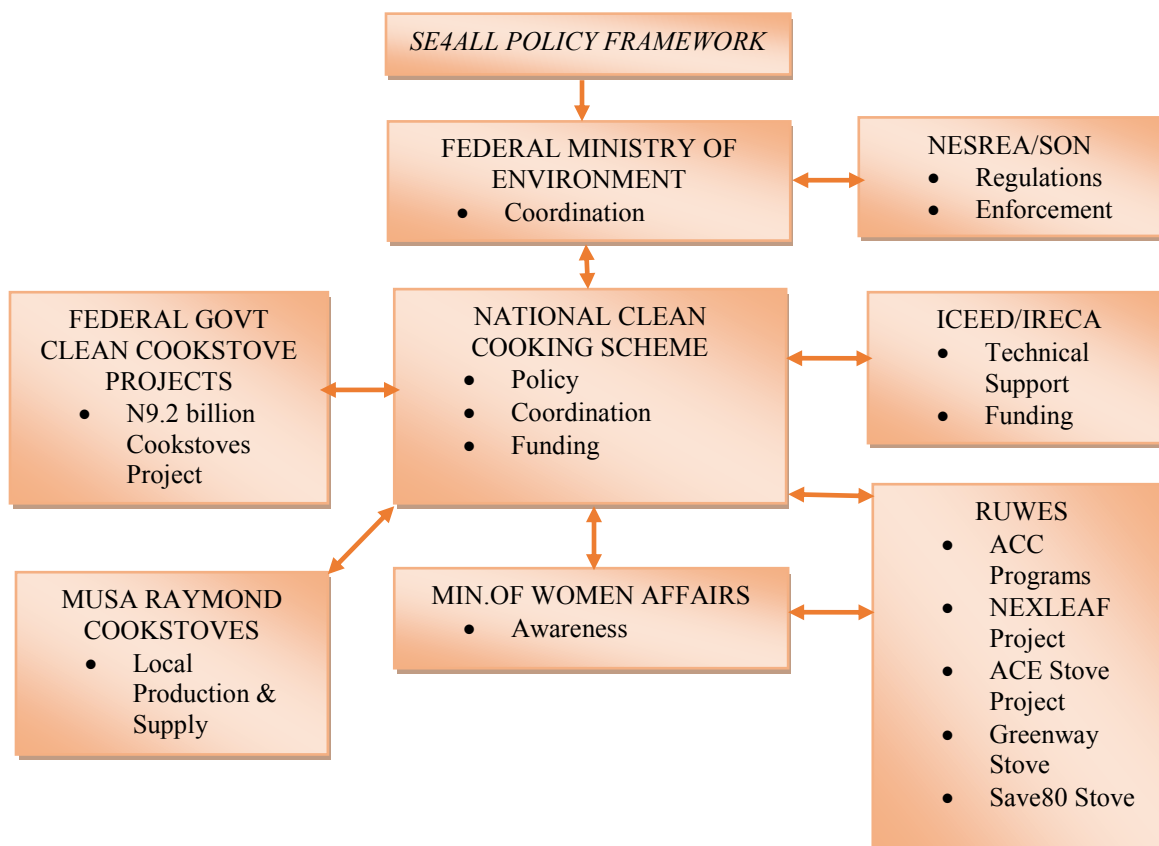 SE4ALL POLICY FRAMEWORK
FEDERAL MINISTRY OF
ENVIRONMENT
• Coordination
NESREA/SON
• Regulations
• Enforcement
FEDERAL GOVT
CLEAN COOKSTOVE
PROJECTS
• N9.2 billion
Cookstoves
Project
NATIONAL CLEAN
COOKING SCHEME
• Policy
• Coordination
• Funding
ICEED/IRECA
• Technical
Support
• Funding
MUSA RAYMOND
COOKSTOVES
• Local
Production &
Supply
MIN.OF WOMEN AFFAIRS
• Awareness
RUWES
• ACC
Programs
• NEXLEAF
Project
• ACE Stove
Project
• Greenway
Stove
• Save80 Stove